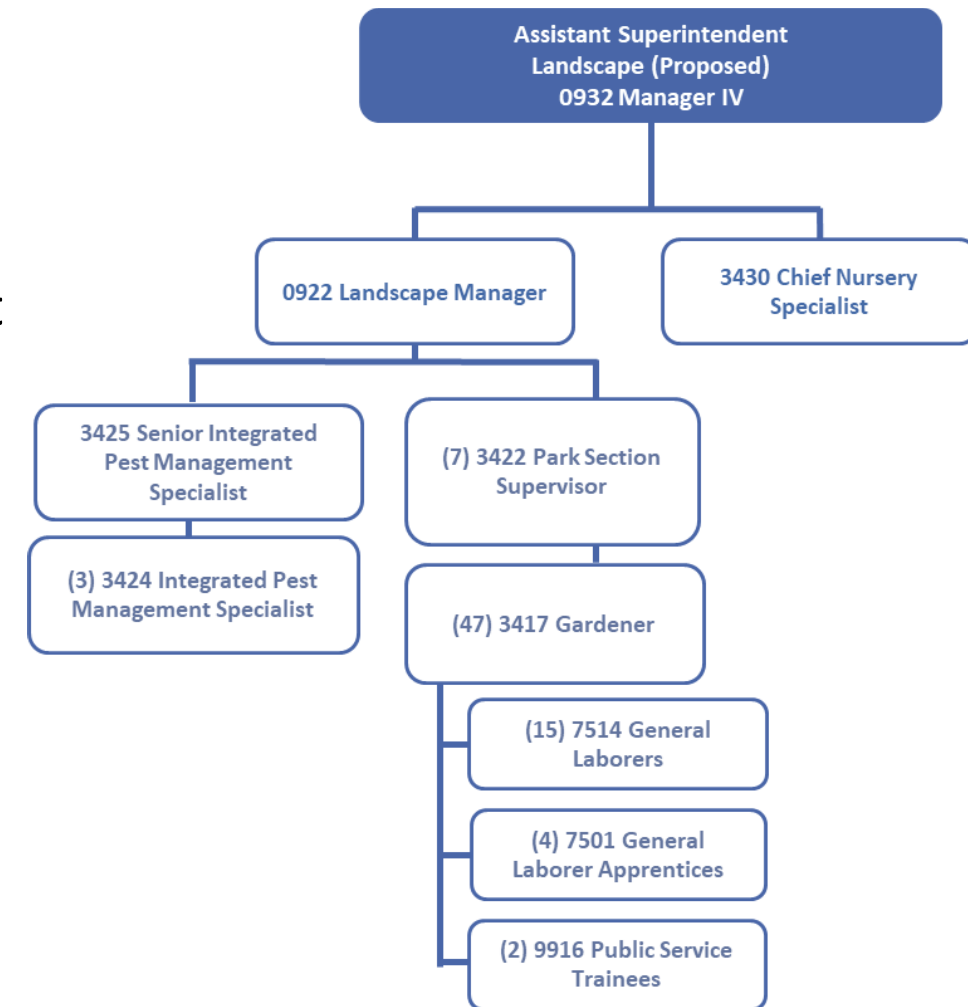 Assistant Superintendent
Landscape (Proposed)
0932 Manager IV
0922 Landscape Manager
3430 Chief Nursery
Specialist
3425 Senior Integrated
Pest Management
Specialist
(7) 3422 Park Section
Supervisor
(3) 3424 Integrated Pest
Management Specialist
(47) 3417 Gardener
(15) 7514 General
Laborers
(4) 7501 General
Laborer Apprentices
(2) 9916 Public Service
Trainees